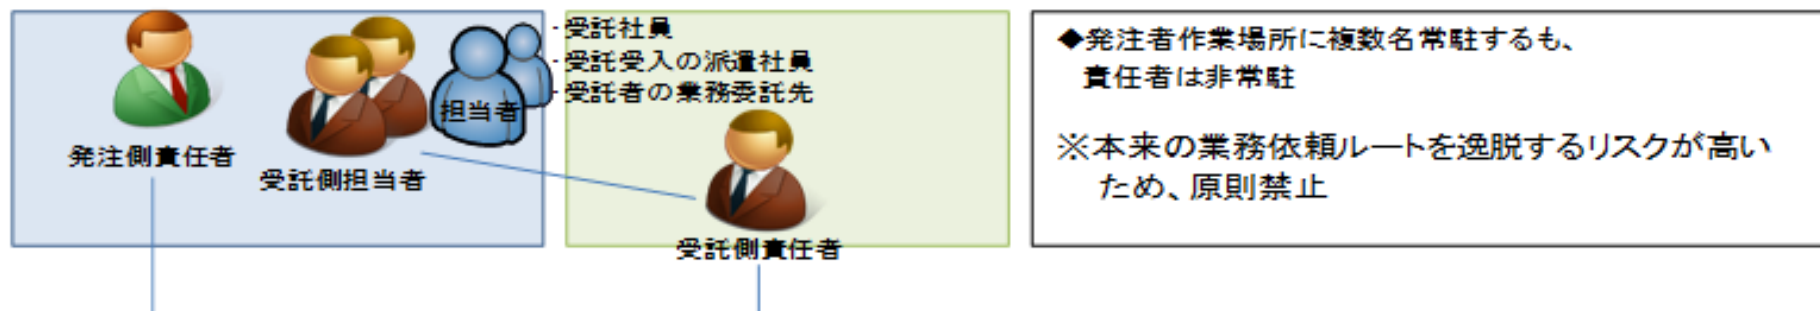 ・受託社員
・受託受入の派遣社員
・受託者の業務委託先
担当者
発注側責任者
受託側担当者
受託側責任者
◆発注者作業場所に複数名常駐するも、
責任者は非常駐
※本来の業務依頼ルートを逸脱するリスクが高い
ため、原則禁止